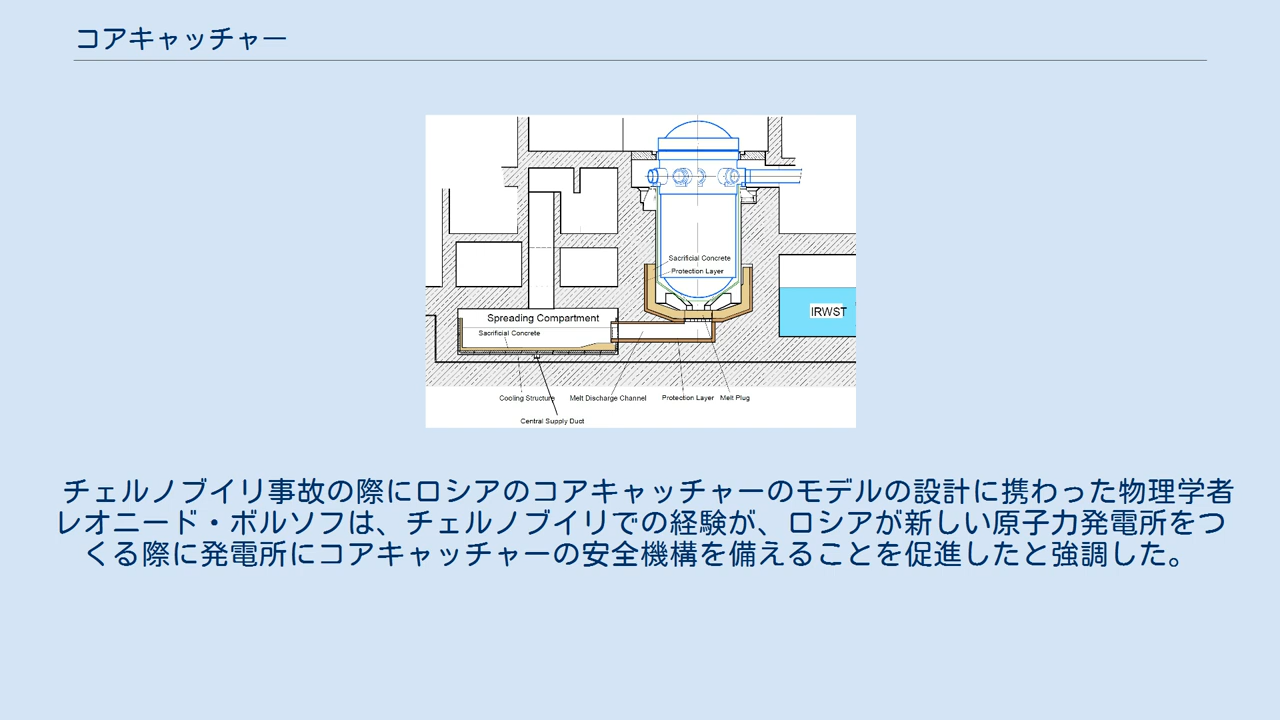 コアキャッチャー
Sacrificial Concrete
Protection Layer
IRWST
Spreading Compartment
Sacrificial Concrete
Cooling Structure
Melt Discharge Channel
Protection Layer
Melt Plug
Central Supply Duct
チェルノブイリ事故の際にロシアのコアキャッチャーのモデルの設計に携わった物理学者
レオニード・ボルソフは、チェルノブイリでの経験が、ロシアが新しい原子力発電所をつ
くる際に発電所にコアキャッチャーの安全機構を備えることを促進したと強調した。